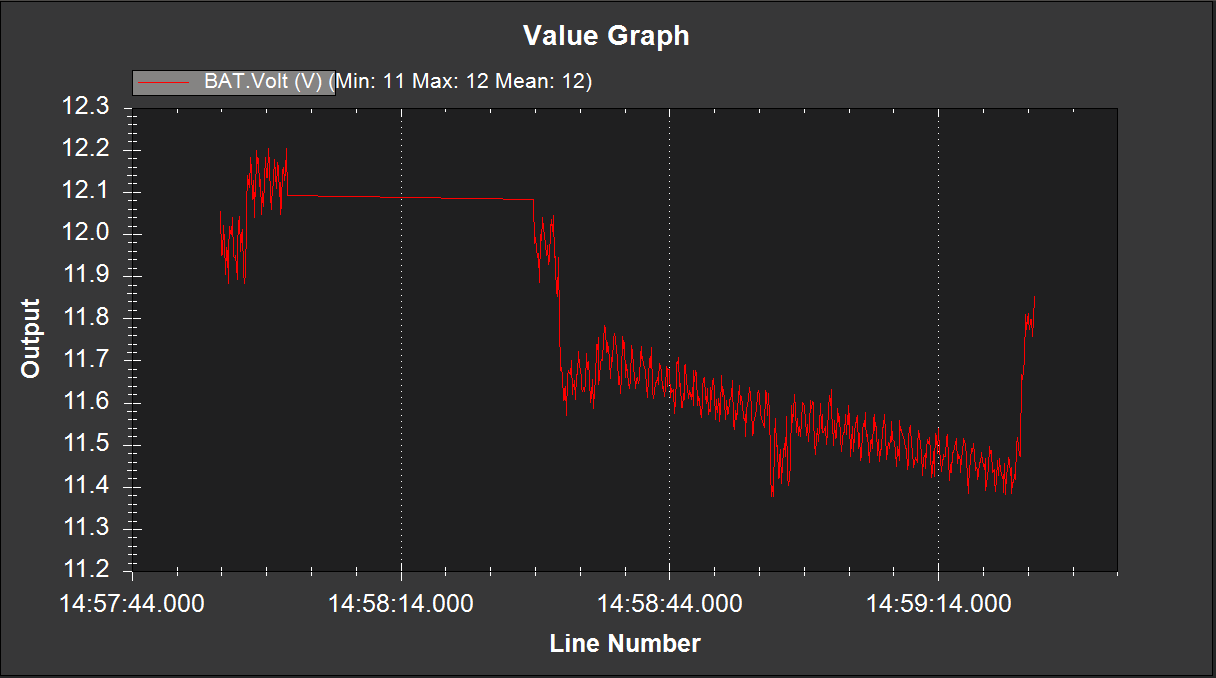 Value Graph
BAT.Volt (V) (Min: 11 Max: 12 Mean: 12)
12.3
12.2
12.1
12.0
11.9
11.8
11.7
11.6
11.5
11.4
11.3
11.2
Output
14:57:44.000 14:58:14.000 14:58:44.000 14:59:14.000
Line Number